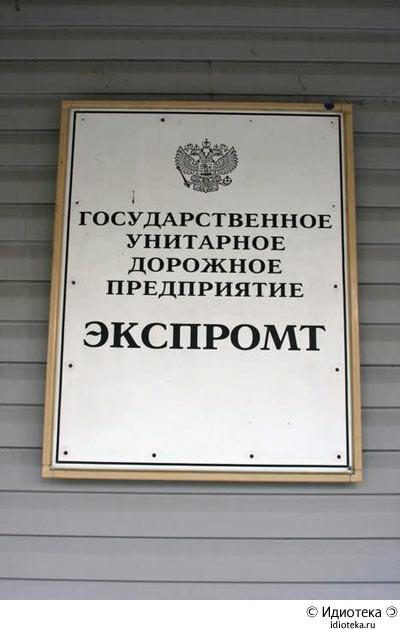 ГОСУДАРСТВЕННОЕ
УНИТАРНОЕ
ДОРОЖНОЕ
ПРЕДПРИЯТИЕ
ЭКСПРОМТ
© Идиотека
idioteka.ru